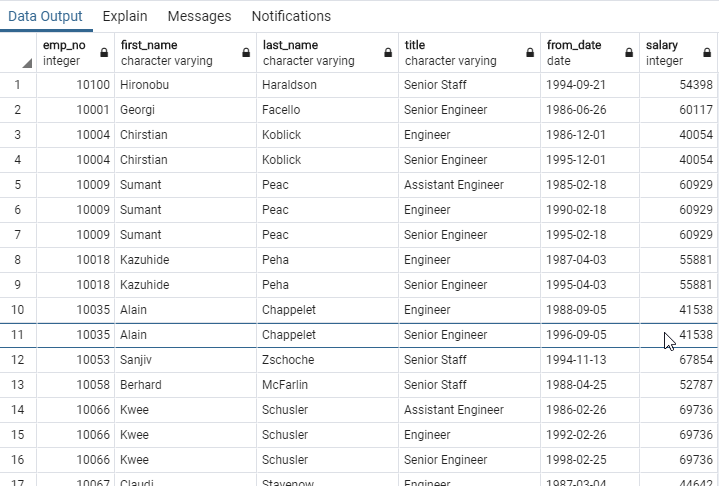 Data Output Explain Messages Notifications
emp_no first_name last_name title from_date salary
integer character varying character varying character varying date integer
1 10100 Hironobu Haraldson Senior Staff 1994-09-21 54398
2 10001 Georgi Facello Senior Engineer 1986-06-26 60117
3 10004 Chirstian Koblick Engineer 1986-12-01 40054
4 10004 Chirstian Koblick Senior Engineer 1995-12-01 40054
5 10009 Sumant Peac Assistant Engineer 1985-02-18 60929
6 10009 Sumant Peac Engineer 1990-02-18 60929
7 10009 Sumant Peac Senior Engineer 1995-02-18 60929
8 10018 Kazuhide Peha Engineer 1987-04-03 55881
9 10018 Kazuhide Peha Senior Engineer 1995-04-03 55881
10 10035 Alain Chappelet Engineer 1988-09-05 41538
11 10035 Alain Chappelet Senior Engineer 1996-09-05 41538
12 10053 Sanjiv Zschoche Senior Staff 1994-11-13 67854
13 10058 Berhard McFarlin Senior Staff 1988-04-25 52787
14 10066 Kwee Schusler Assistant Engineer 1986-02-26 69736
15 10066 Kwee Schusler Engineer 1992-02-26 69736
16 10066 Kwee Schusler Senior Engineer 1998-02-25 69736
17 10067 Claudi Stavenow Engineer 1987-03-04 44642